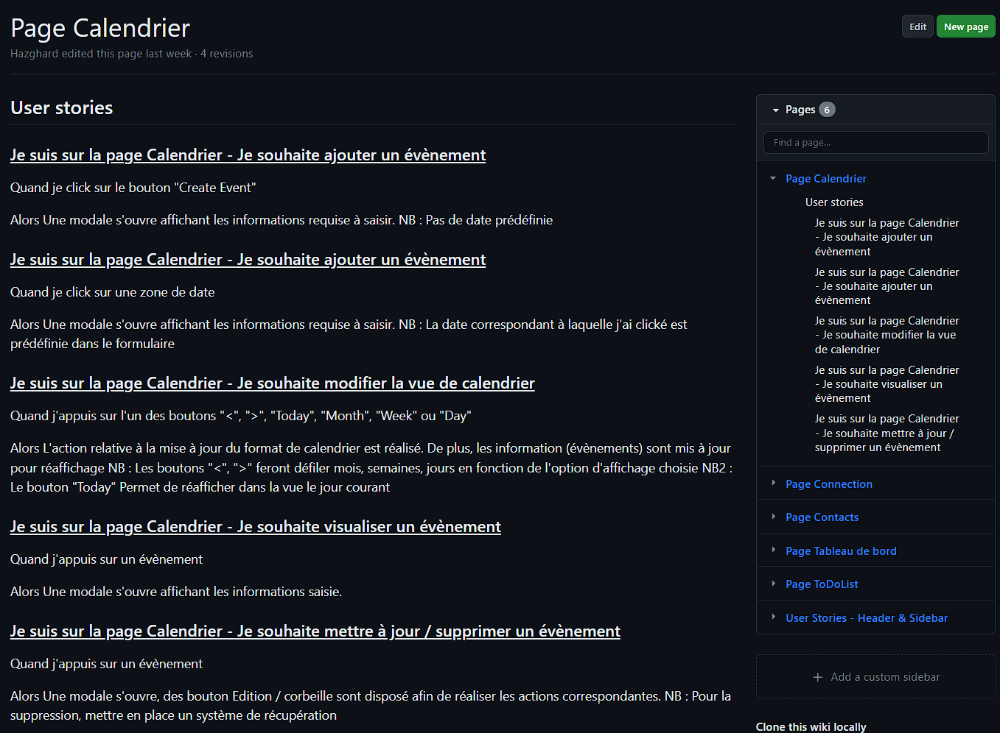 Page Calendrier
Edit
New page
Hazghard edited this page last week · 4 revisions
User stories
Je suis sur la page Calendrier - Je souhaite ajouter un évènement
Quand je click sur le bouton "Create Event"
Alors Une modale s'ouvre affichant les informations requise à saisir. NB : Pas de date prédéfinie
Je suis sur la page Calendrier - Je souhaite ajouter un évènement
Quand je click sur une zone de date
Alors Une modale s'ouvre affichant les informations requise à saisir. NB : La date correspondant à laquelle j'ai clické est
prédéfinie dans le formulaire
Je suis sur la page Calendrier - Je souhaite modifier la vue de calendrier
Quand j'appuis sur l'un des boutons "<", ">", "Today", "Month", "Week" ou "Day"
Alors L'action relative à la mise à jour du format de calendrier est réalisé. De plus, les information (évènements) sont mis à jour
pour réaffichage NB : Les boutons "<", ">" feront défiler mois, semaines, jours en fonction de l'option d'affichage choisie NB2 :
Le bouton "Today" Permet de réafficher dans la vue le jour courant
Je suis sur la page Calendrier - Je souhaite visualiser un évènement
Quand j'appuis sur un évènement
Alors Une modale s'ouvre affichant les informations saisie.
Je suis sur la page Calendrier - Je souhaite mettre à jour / supprimer un évènement
Quand j'appuis sur un évènement
Alors Une modale s'ouvre, des bouton Edition / corbeille sont disposé afin de réaliser les actions correspondantes. NB : Pour la
suppression, mettre en place un système de récupération
Pages 6
Find a page...
Page Calendrier
User stories
Je suis sur la page Calendrier
- Je souhaite ajouter un
évènement
Je suis sur la page Calendrier
- Je souhaite ajouter un
évènement
Je suis sur la page Calendrier
- Je souhaite modifier la vue
de calendrier
Je suis sur la page Calendrier
- Je souhaite visualiser un
évènement
Je suis sur la page Calendrier
- Je souhaite mettre à jour /
supprimer un évènement
Page Connection
Page Contacts
Page Tableau de bord
Page ToDoList
User Stories - Header & Sidebar
+ Add a custom sidebar
Clone this wiki locally